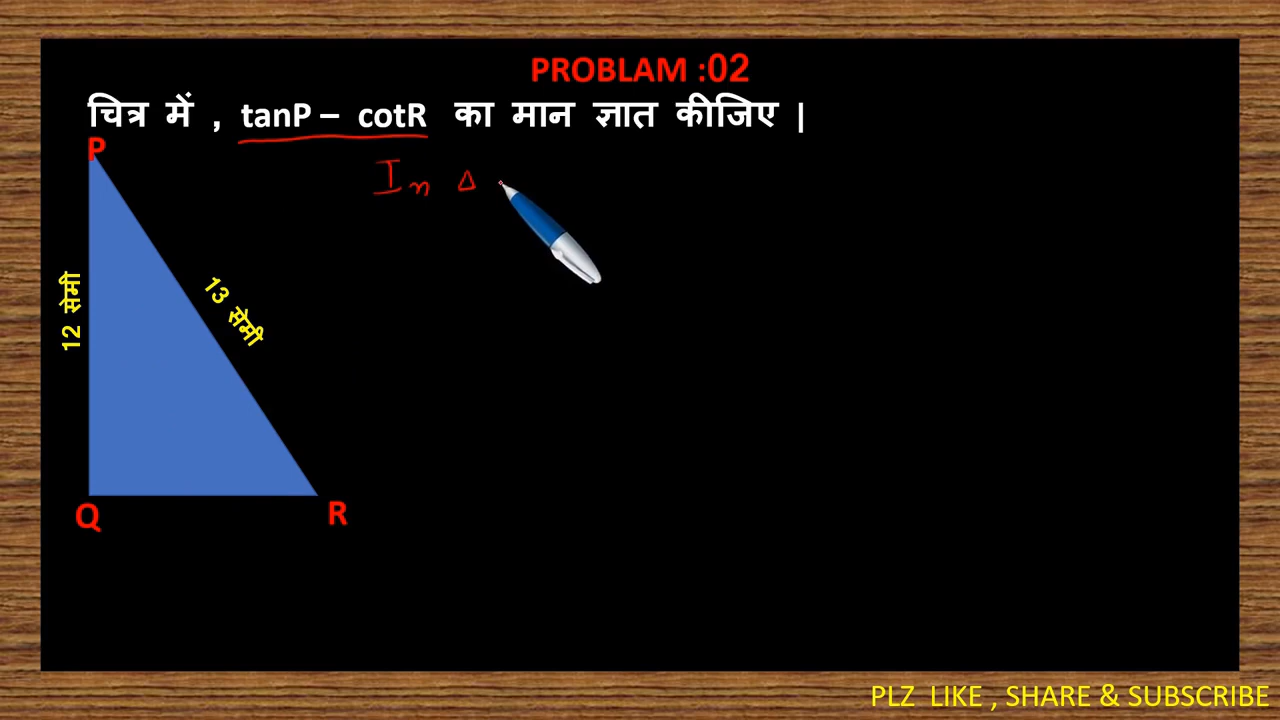 PROBLAM :02
चित्र में , tanP – cotR का मान ज्ञात कीजिए |
P
In Δ
12 सेमी
13 सेमी
Q
R
PLZ LIKE , SHARE & SUBSCRIBE